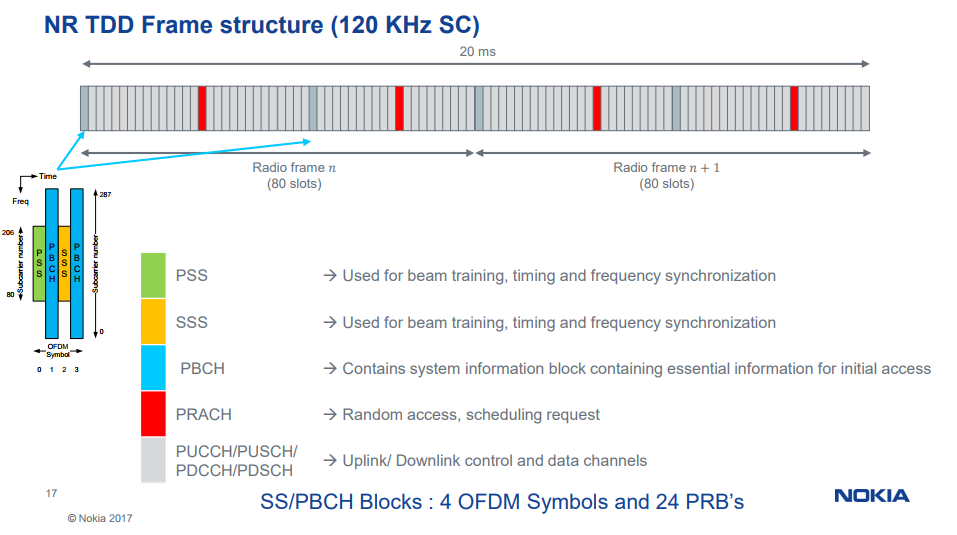 NR TDD Frame structure (120 KHz SC)
20 ms
Radio frame n
(80 slots)
Radio frame n + 1
(80 slots)
Time
Freq
287
206
Subcarrier number
PSS
PBCH
SSS
PBCH
Subcarrier number
80
0
OFDM
Symbol
0 1 2 3
PSS → Used for beam training, timing and frequency synchronization
SSS → Used for beam training, timing and frequency synchronization
PBCH → Contains system information block containing essential information for initial access
PRACH → Random access, scheduling request
PUCCH/PUSCH/
PDCCH/PDSCH → Uplink/ Downlink control and data channels
17
SS/PBCH Blocks : 4 OFDM Symbols and 24 PRB's
NOKIA
© Nokia 2017